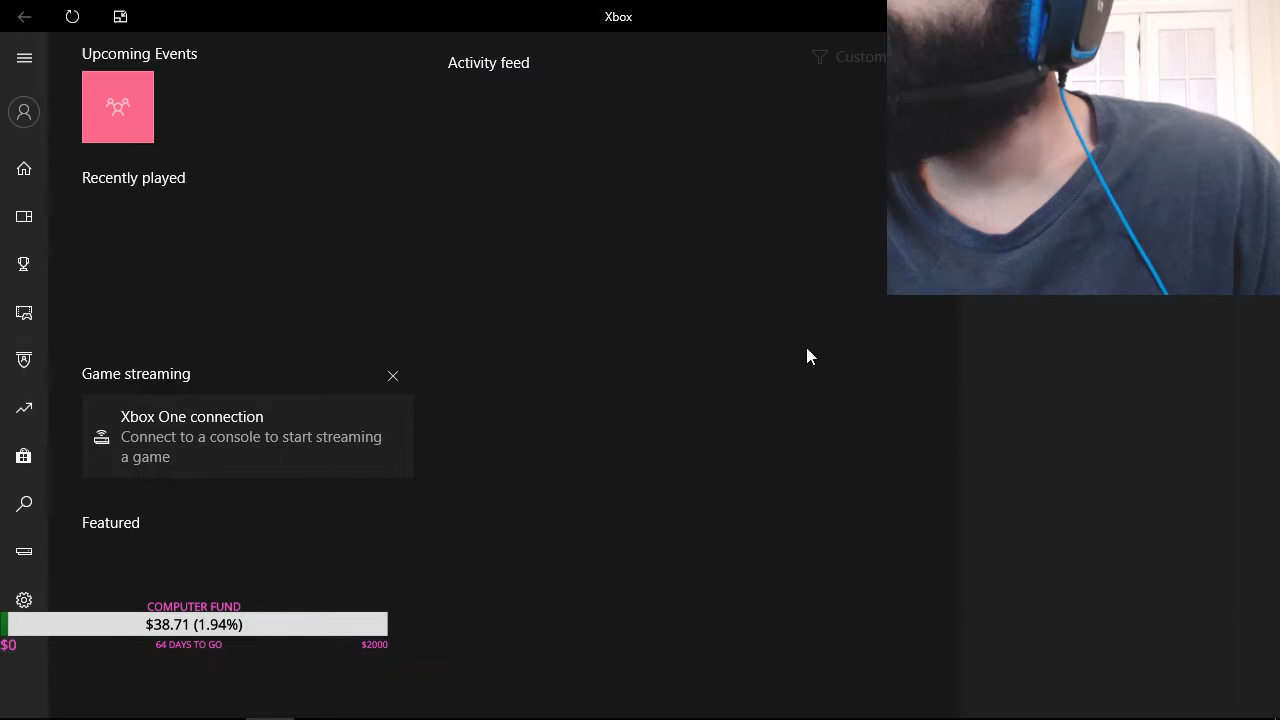 Xbox
Upcoming Events
Activity feed
Custom
Recently played
Game streaming
Xbox One connection
Connect to a console to start streaming
a game
Featured
COMPUTER FUND
$38.71 (1.94%)
$0
64 DAYS TO GO
$2000